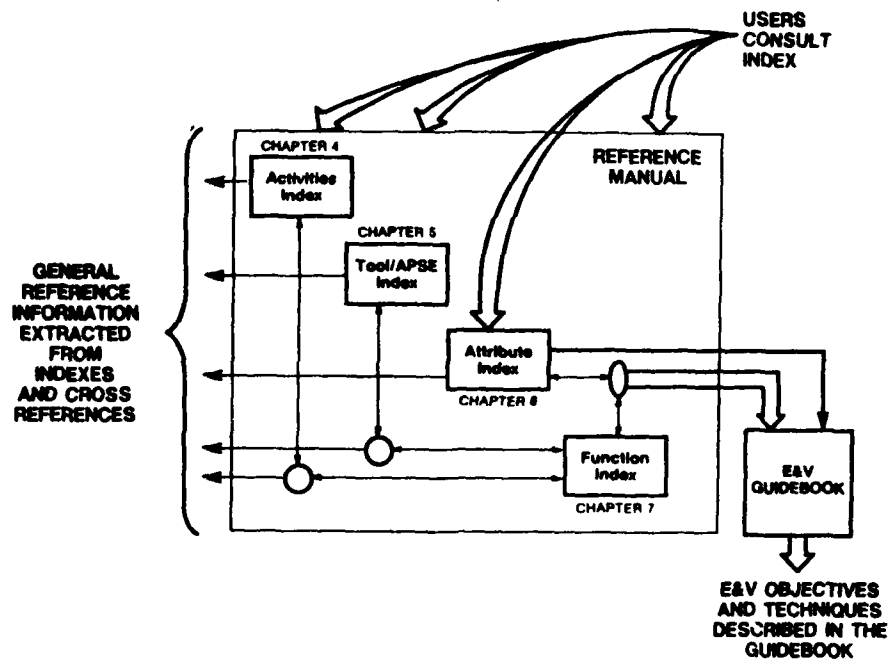 USERS
CONSULT
INDEX
REFERENCE
MANUAL
CHAPTER 4
Activities
Index
CHAPTER 5
Tool/APSE
Index
GENERAL
REFERENCE
INFORMATION
EXTRACTED
FROM
INDEXES
AND CROSS
REFERENCES
Attribute
Index
CHAPTER 6
Function
Index
CHAPTER 7
E&V
GUIDEBOOK
E&V OBJECTIVES
AND TECHNIQUES
DESCRIBED IN THE
GUIDEBOOK